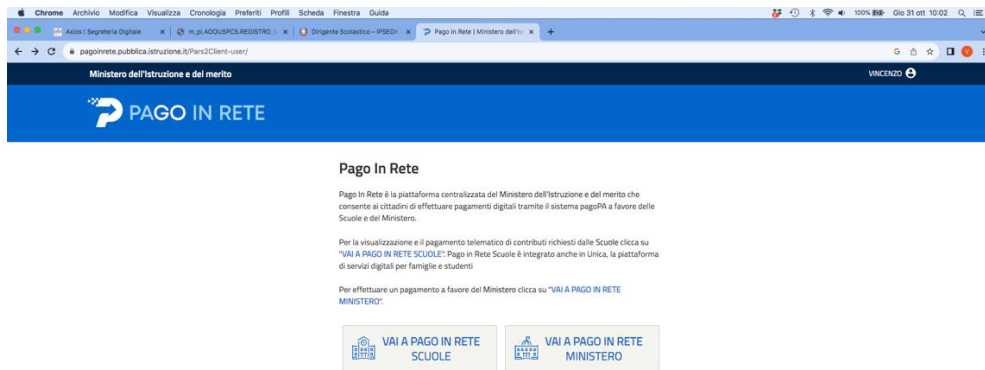 Chrome Archivio Modifica Visualizza Cronologia Preferiti Profili Scheda Finestra Guida 100% Gio 31 ott 10:02
Axios | Segreteria Digitale m_pi.AOOUSPCS.REGISTRO Dirigente Scolastico – IPSEOA Pago In Rete | Ministero dell'Is
pagoinrete.pubblica.istruzione.it/Pars2Client-user/
Ministero dell'Istruzione e del merito VINCENZO
PAGO IN RETE
Pago In Rete
Pago In Rete è la piattaforma centralizzata del Ministero dell'Istruzione e del merito che
consente ai cittadini di effettuare pagamenti digitali tramite il sistema pagoPA a favore delle
Scuole e del Ministero.
Per la visualizzazione e il pagamento telematico di contributi richiesti dalle Scuole clicca su
"VAI A PAGO IN RETE SCUOLE". Pago in Rete Scuole è integrato anche in Unica, la piattaforma
di servizi digitali per famiglie e studenti
Per effettuare un pagamento a favore del Ministero clicca su "VAI A PAGO IN RETE
MINISTERO".
VAI A PAGO IN RETE
SCUOLE
VAI A PAGO IN RETE
MINISTERO